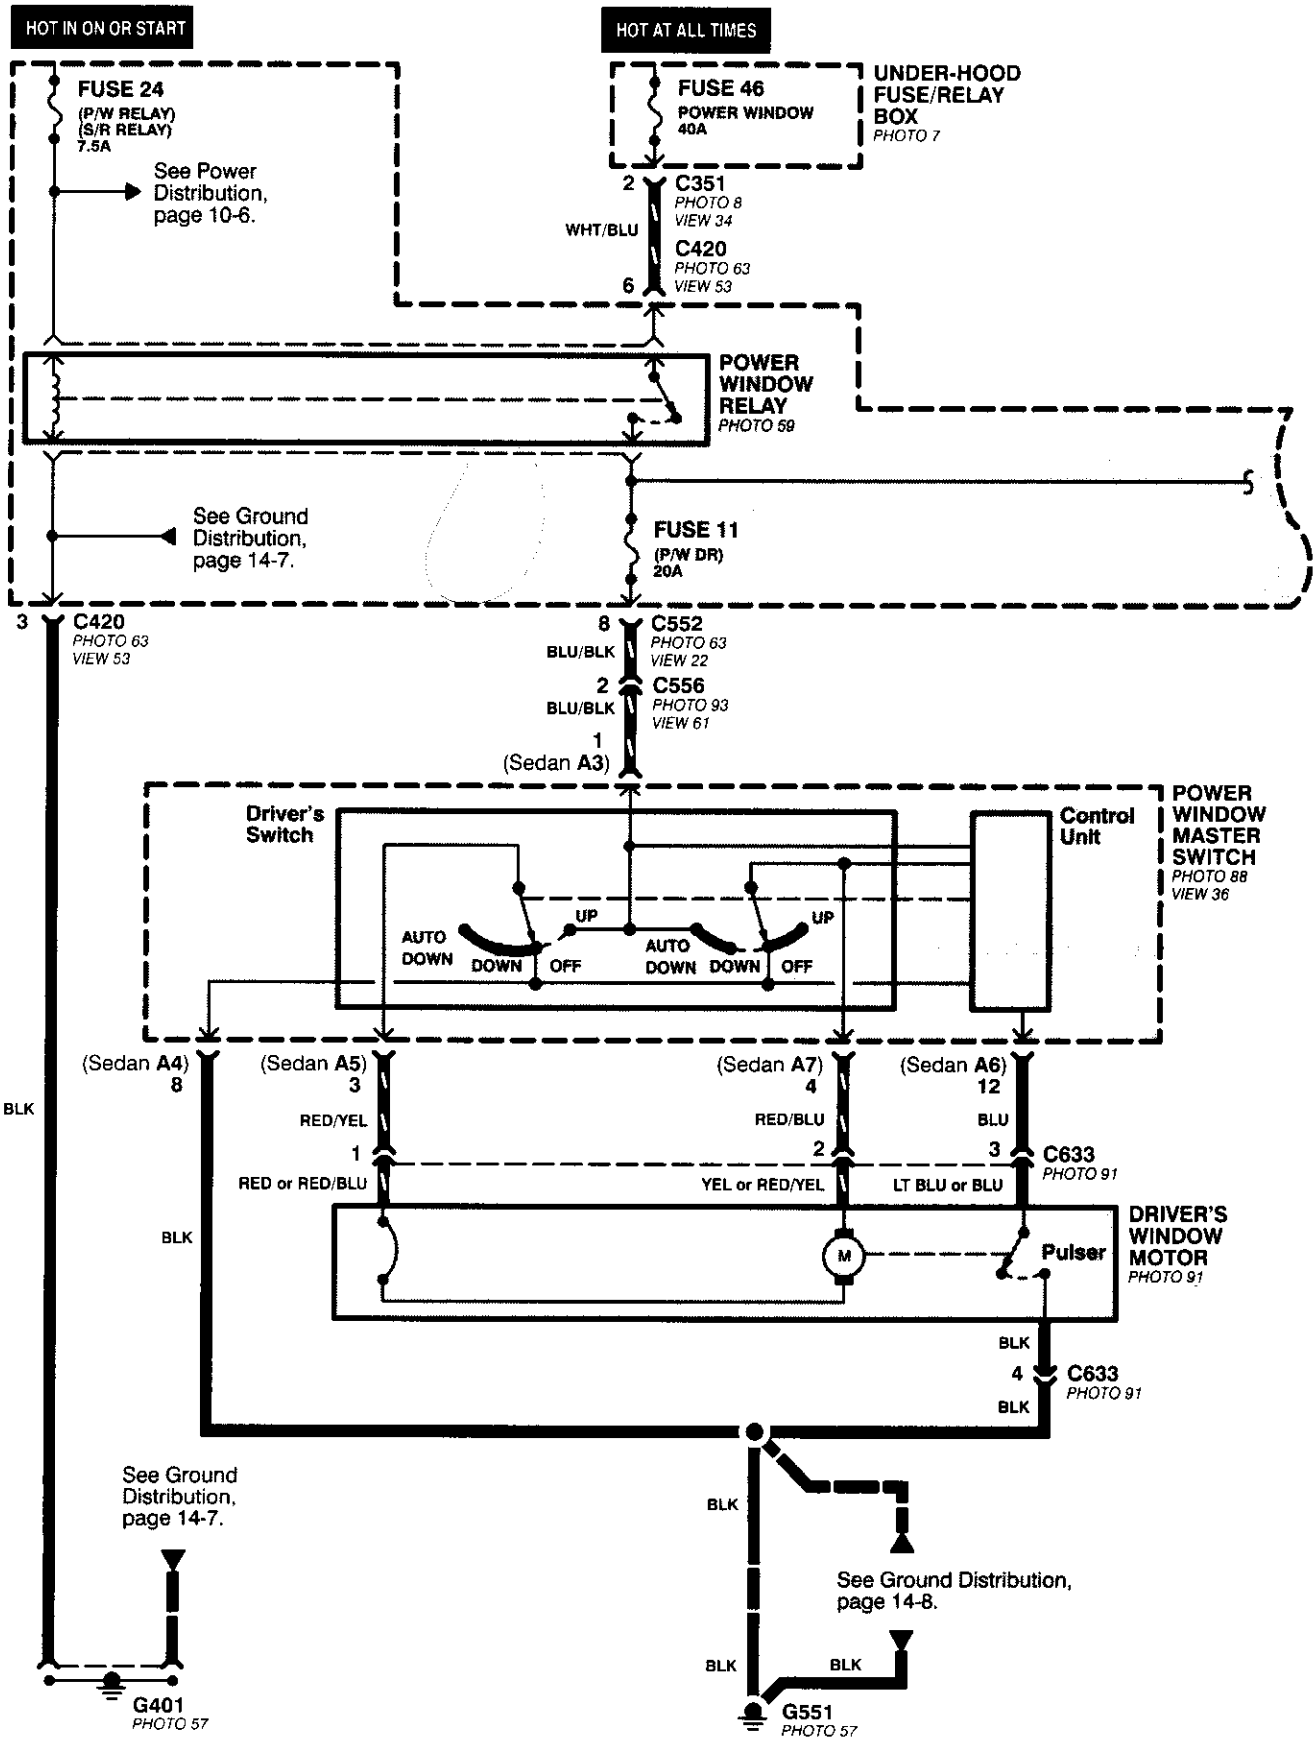 HOT IN ON OR START
HOT AT ALL TIMES
FUSE 24
(P/W RELAY)
(S/R RELAY)
7.5A
FUSE 46
POWER WINDOW
40A
UNDER-HOOD
FUSE/RELAY
BOX
PHOTO 7
See Power
Distribution,
page 10-6.
2
C351
PHOTO 8
VIEW 34
WHT/BLU
C420
PHOTO 63
VIEW 53
6
POWER
WINDOW
RELAY
PHOTO 59
See Ground
Distribution,
page 14-7.
FUSE 11
(P/W DR)
20A
3
C420
PHOTO 63
VIEW 53
8
C552
PHOTO 63
VIEW 22
BLU/BLK
2
C556
PHOTO 93
VIEW 61
BLU/BLK
1
(Sedan A3)
Driver's
Switch
Control
Unit
POWER
WINDOW
MASTER
SWITCH
PHOTO 88
VIEW 36
UP
UP
AUTO
DOWN
DOWN
OFF
AUTO
DOWN
DOWN
OFF
(Sedan A4)
8
(Sedan A5)
3
(Sedan A7)
4
(Sedan A6)
12
BLK
RED/YEL
RED/BLU
BLU
1
2
3
C633
PHOTO 91
RED or RED/BLU
YEL or RED/YEL
LT BLU or BLU
BLK
M
Pulser
DRIVER'S
WINDOW
MOTOR
PHOTO 91
BLK
4
C633
PHOTO 91
BLK
See Ground
Distribution,
page 14-7.
BLK
See Ground Distribution,
page 14-8.
BLK
BLK
G401
PHOTO 57
G551
PHOTO 57